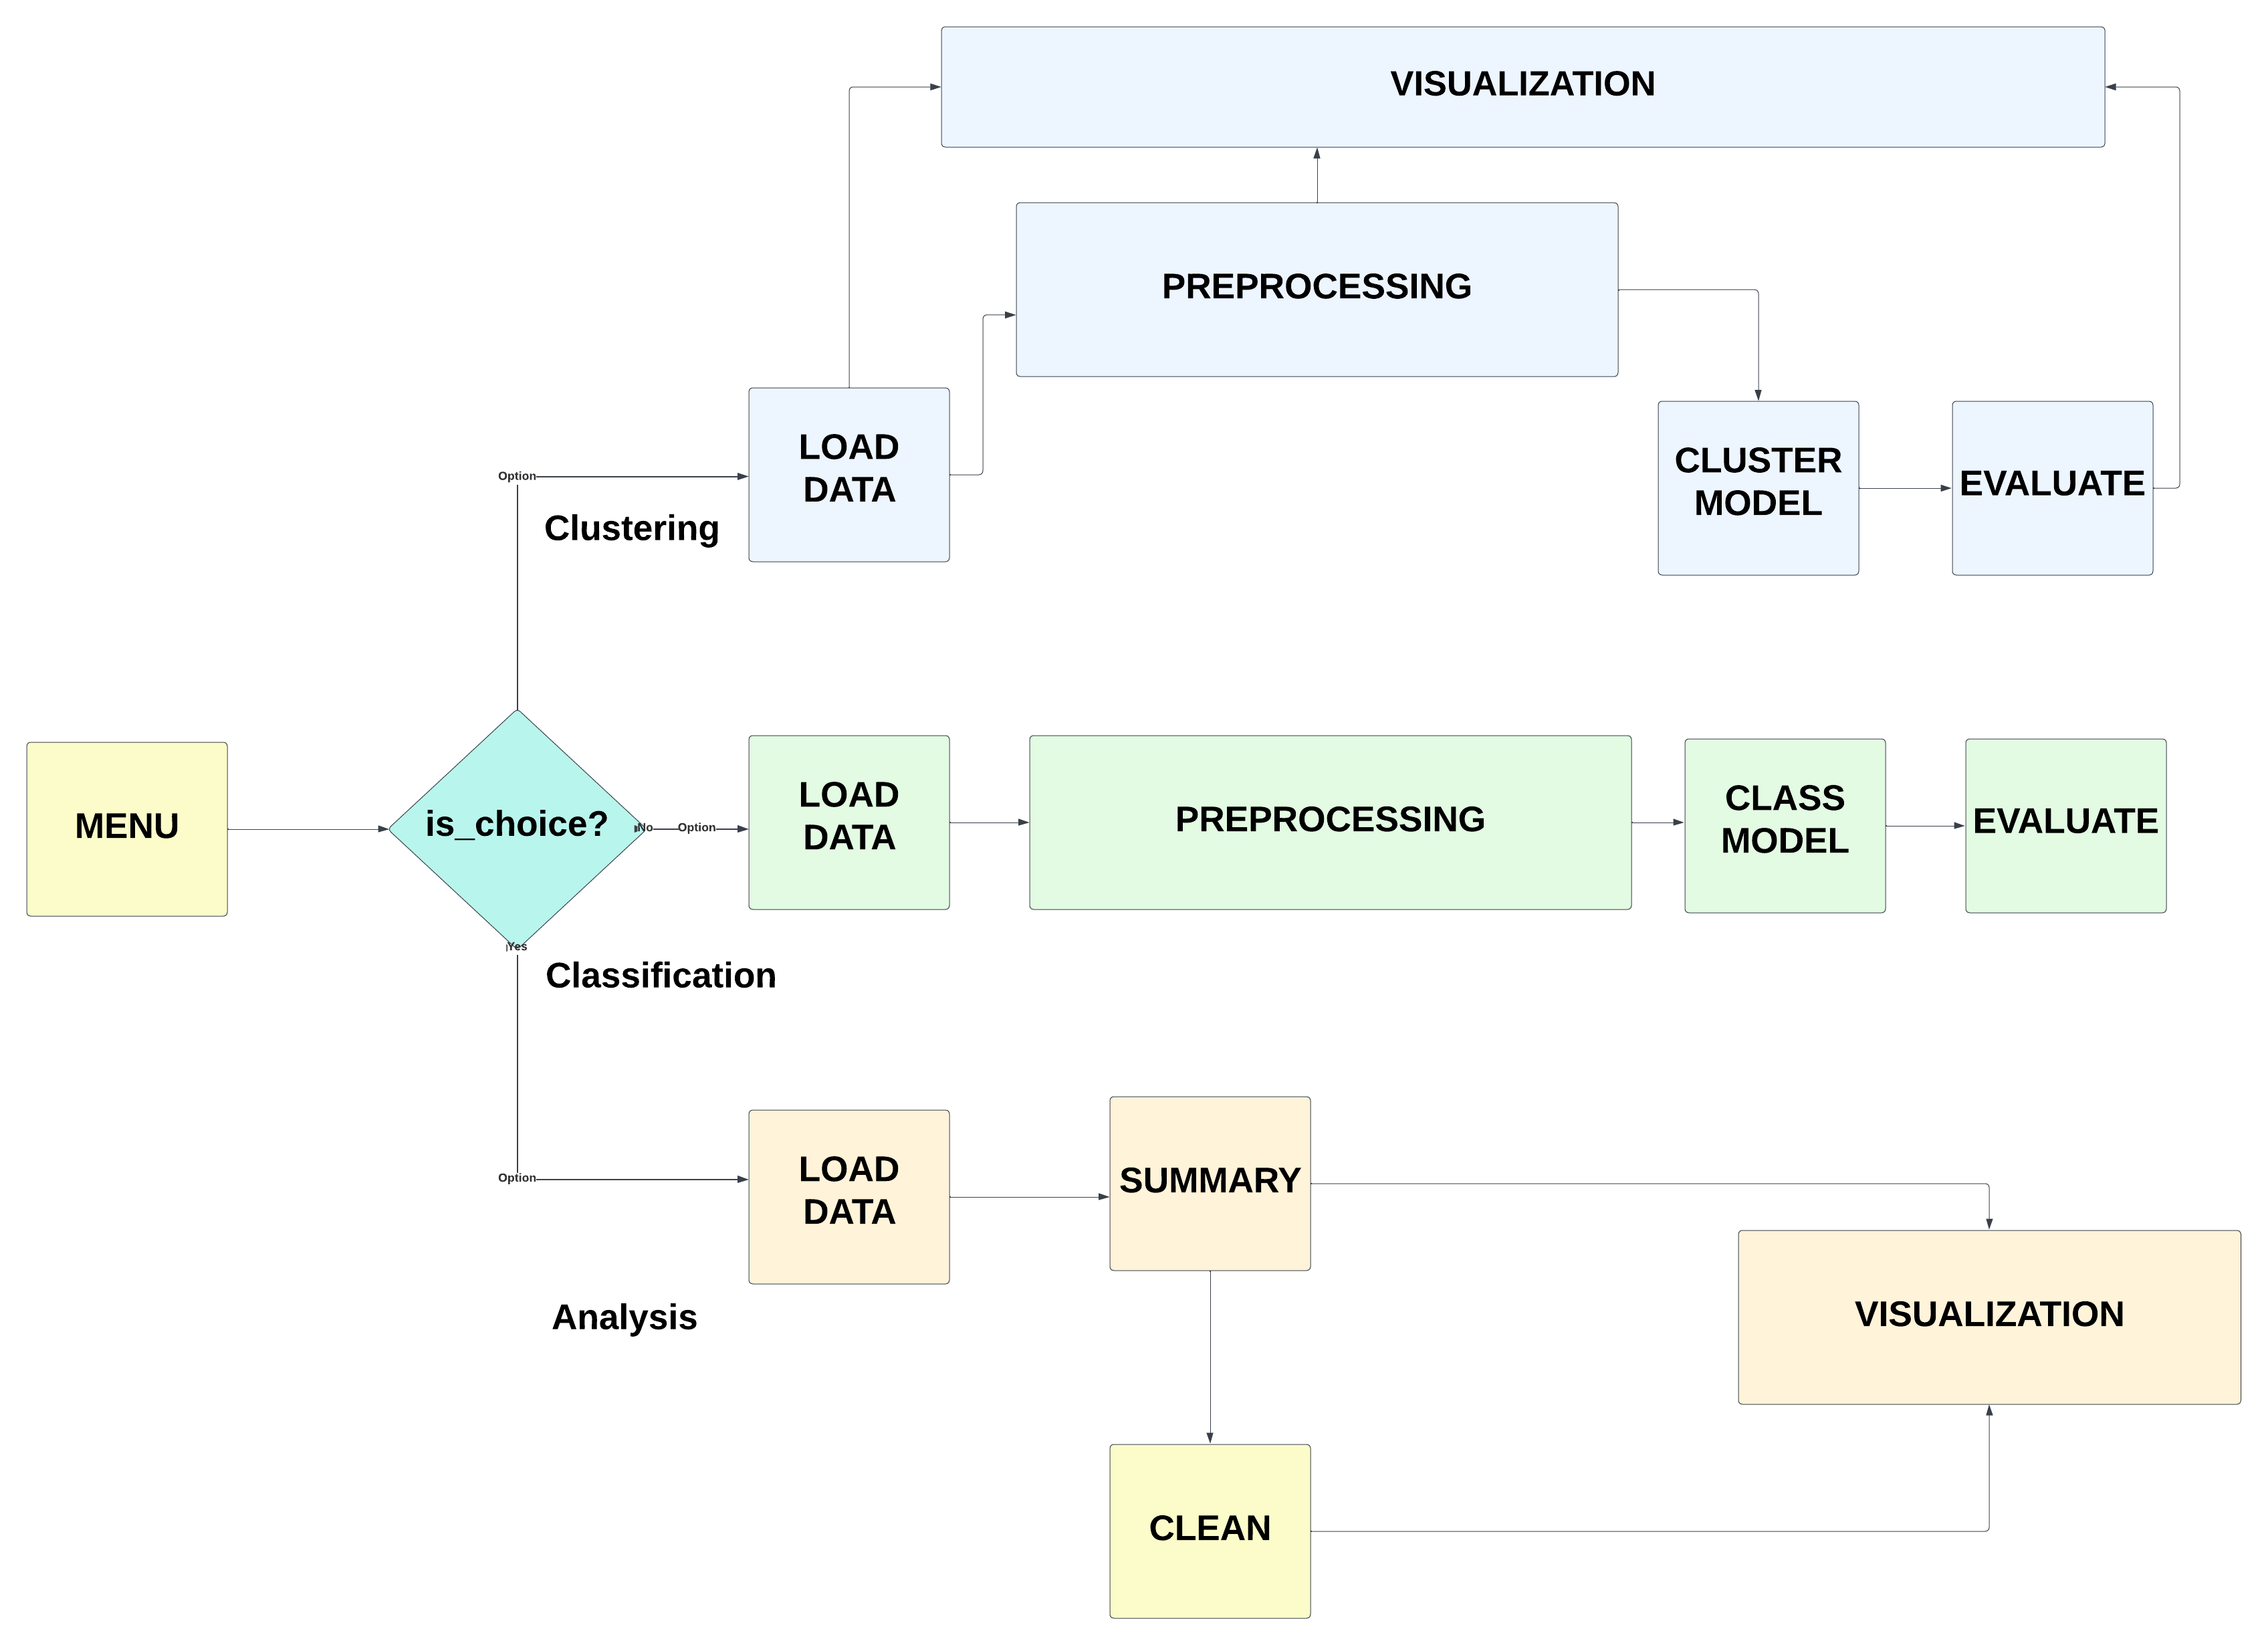 VISUALIZATION
PREPROCESSING
LOAD
DATA
CLUSTER
MODEL
EVALUATE
Option
Clustering
MENU
is_choice?
No
Option
LOAD
DATA
PREPROCESSING
CLASS
MODEL
EVALUATE
Yes
Classification
Option
LOAD
DATA
SUMMARY
VISUALIZATION
Analysis
CLEAN